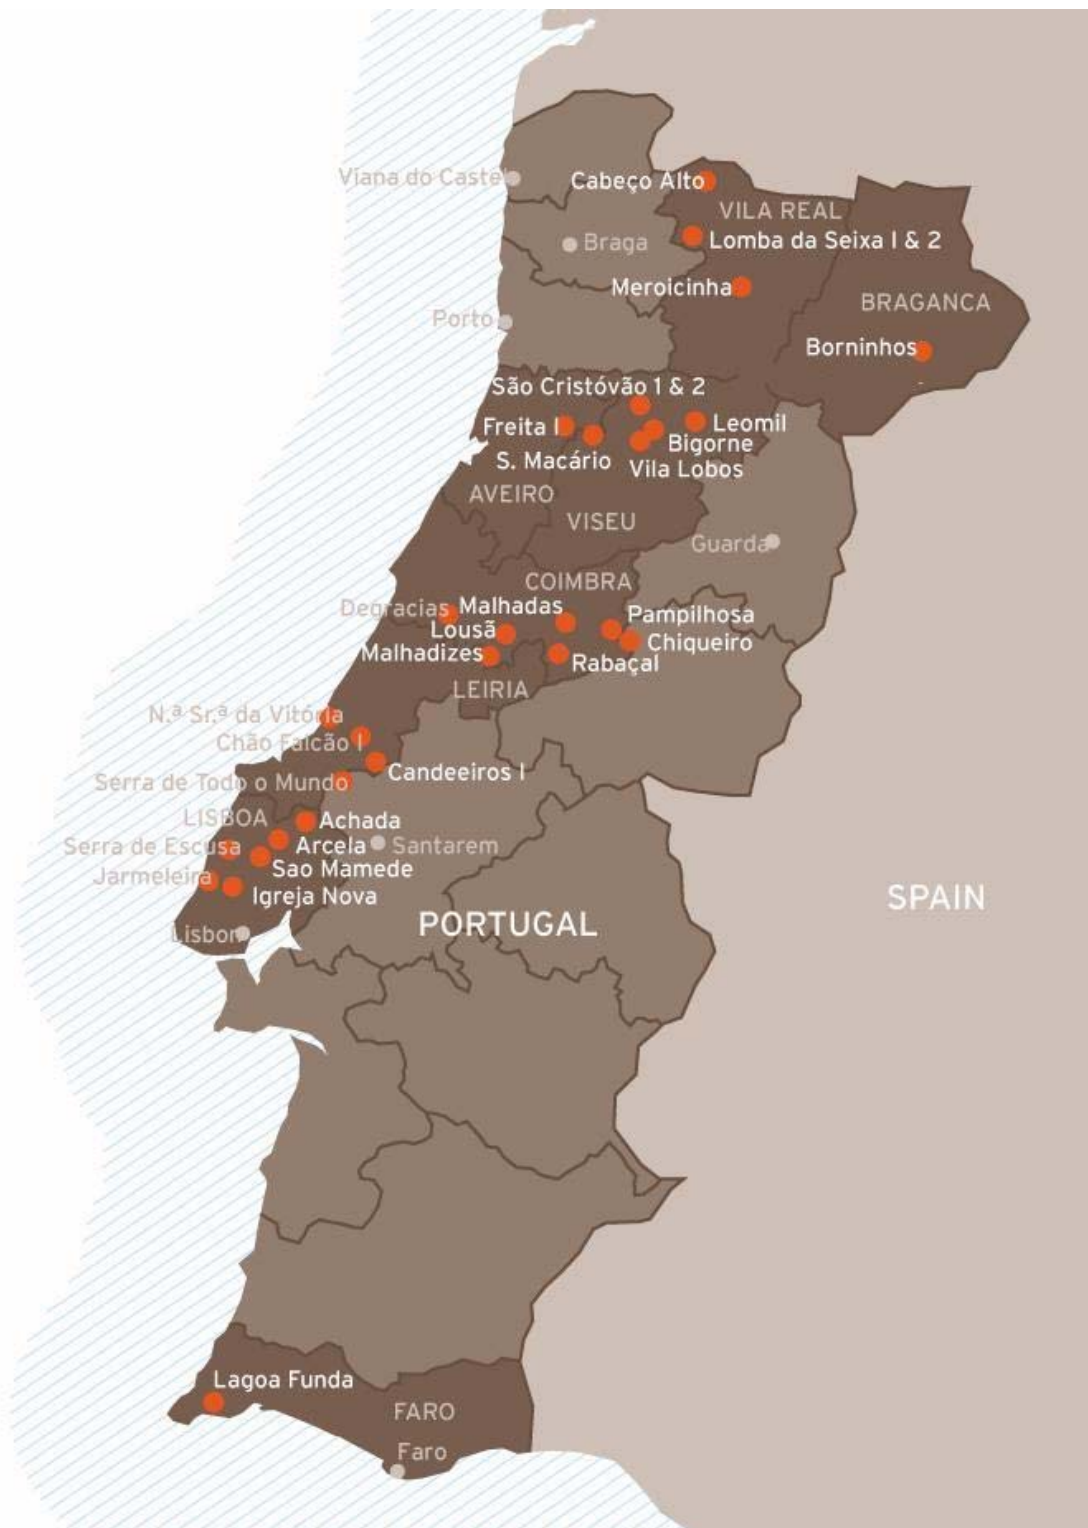 Viana do Castel
Cabeço Alto
VILA REAL
Braga
Lomba da Seixa I & 2
Meroicinha
BRAGANCA
Porto
Borninhos
São Cristóvão 1 & 2
Freita I
Leomil
Bigorne
S. Macário
Vila Lobos
AVEIRO
VISEU
Guarda
COIMBRA
Degracias
Malhadas
Pampilhosa
Lousã
Chiqueiro
Malhadizes
Rabaçal
LEIRIA
N.ª Sr.ª da Vitória
Chão Falcão I
Candeeiros I
Serra de Todo o Mundo
LISBOA
Achada
Serra de Escusa
Arcela
Santarem
Sao Mamede
Jarmeleira
Igreja Nova
SPAIN
PORTUGAL
Lisbon
Lagoa Funda
FARO
Faro